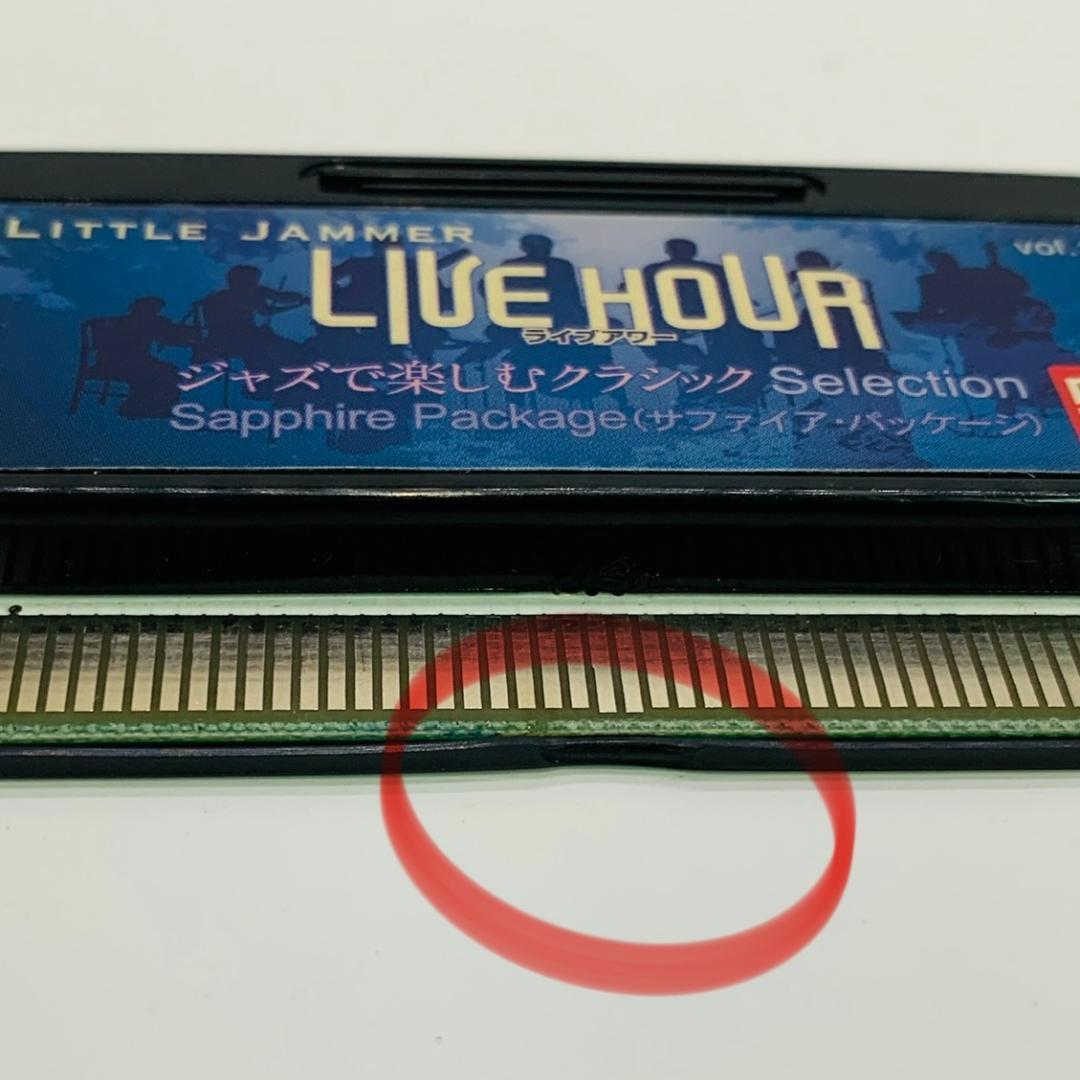 LITTLE JAMMER
vol.
LIVE HOUR
ライブアワー
ジャズで楽しむクラシック Selection
Sapphire Package(サファイア・パッケージ)